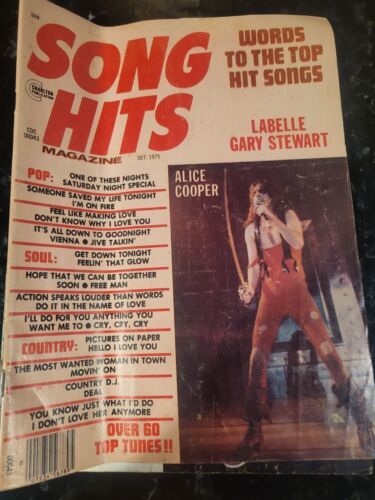 50¢
SONG
HITS
MAGAZINE
CHARLTON
PUBLICATION
CDC
00043
OCT. 1975
WORDS
TO THE TOP
HIT SONGS
LABELLE
GARY STEWART
ALICE
COOPER
POP: ONE OF THESE NIGHTS
SATURDAY NIGHT SPECIAL
SOMEONE SAVED MY LIFE TONIGHT
I'M ON FIRE
FEEL LIKE MAKING LOVE
DON'T KNOW WHY I LOVE YOU
IT'S ALL DOWN TO GOODNIGHT
VIENNA ● JIVE TALKIN'
SOUL: GET DOWN TONIGHT
FEELIN' THAT GLOW
HOPE THAT WE CAN BE TOGETHER
SOON ● FREE MAN
ACTION SPEAKS LOUDER THAN WORDS
DO IT IN THE NAME OF LOVE
I'LL DO FOR YOU ANYTHING YOU
WANT ME TO ● CRY, CRY, CRY
COUNTRY: PICTURES ON PAPER
HELLO I LOVE YOU
THE MOST WANTED WOMAN IN TOWN
MOVIN' ON
COUNTRY D.J.
DEAL
YOU KNOW JUST WHAT I'D DO
I DON'T LOVE HER ANYMORE
OVER 60
TOP TUNES!!